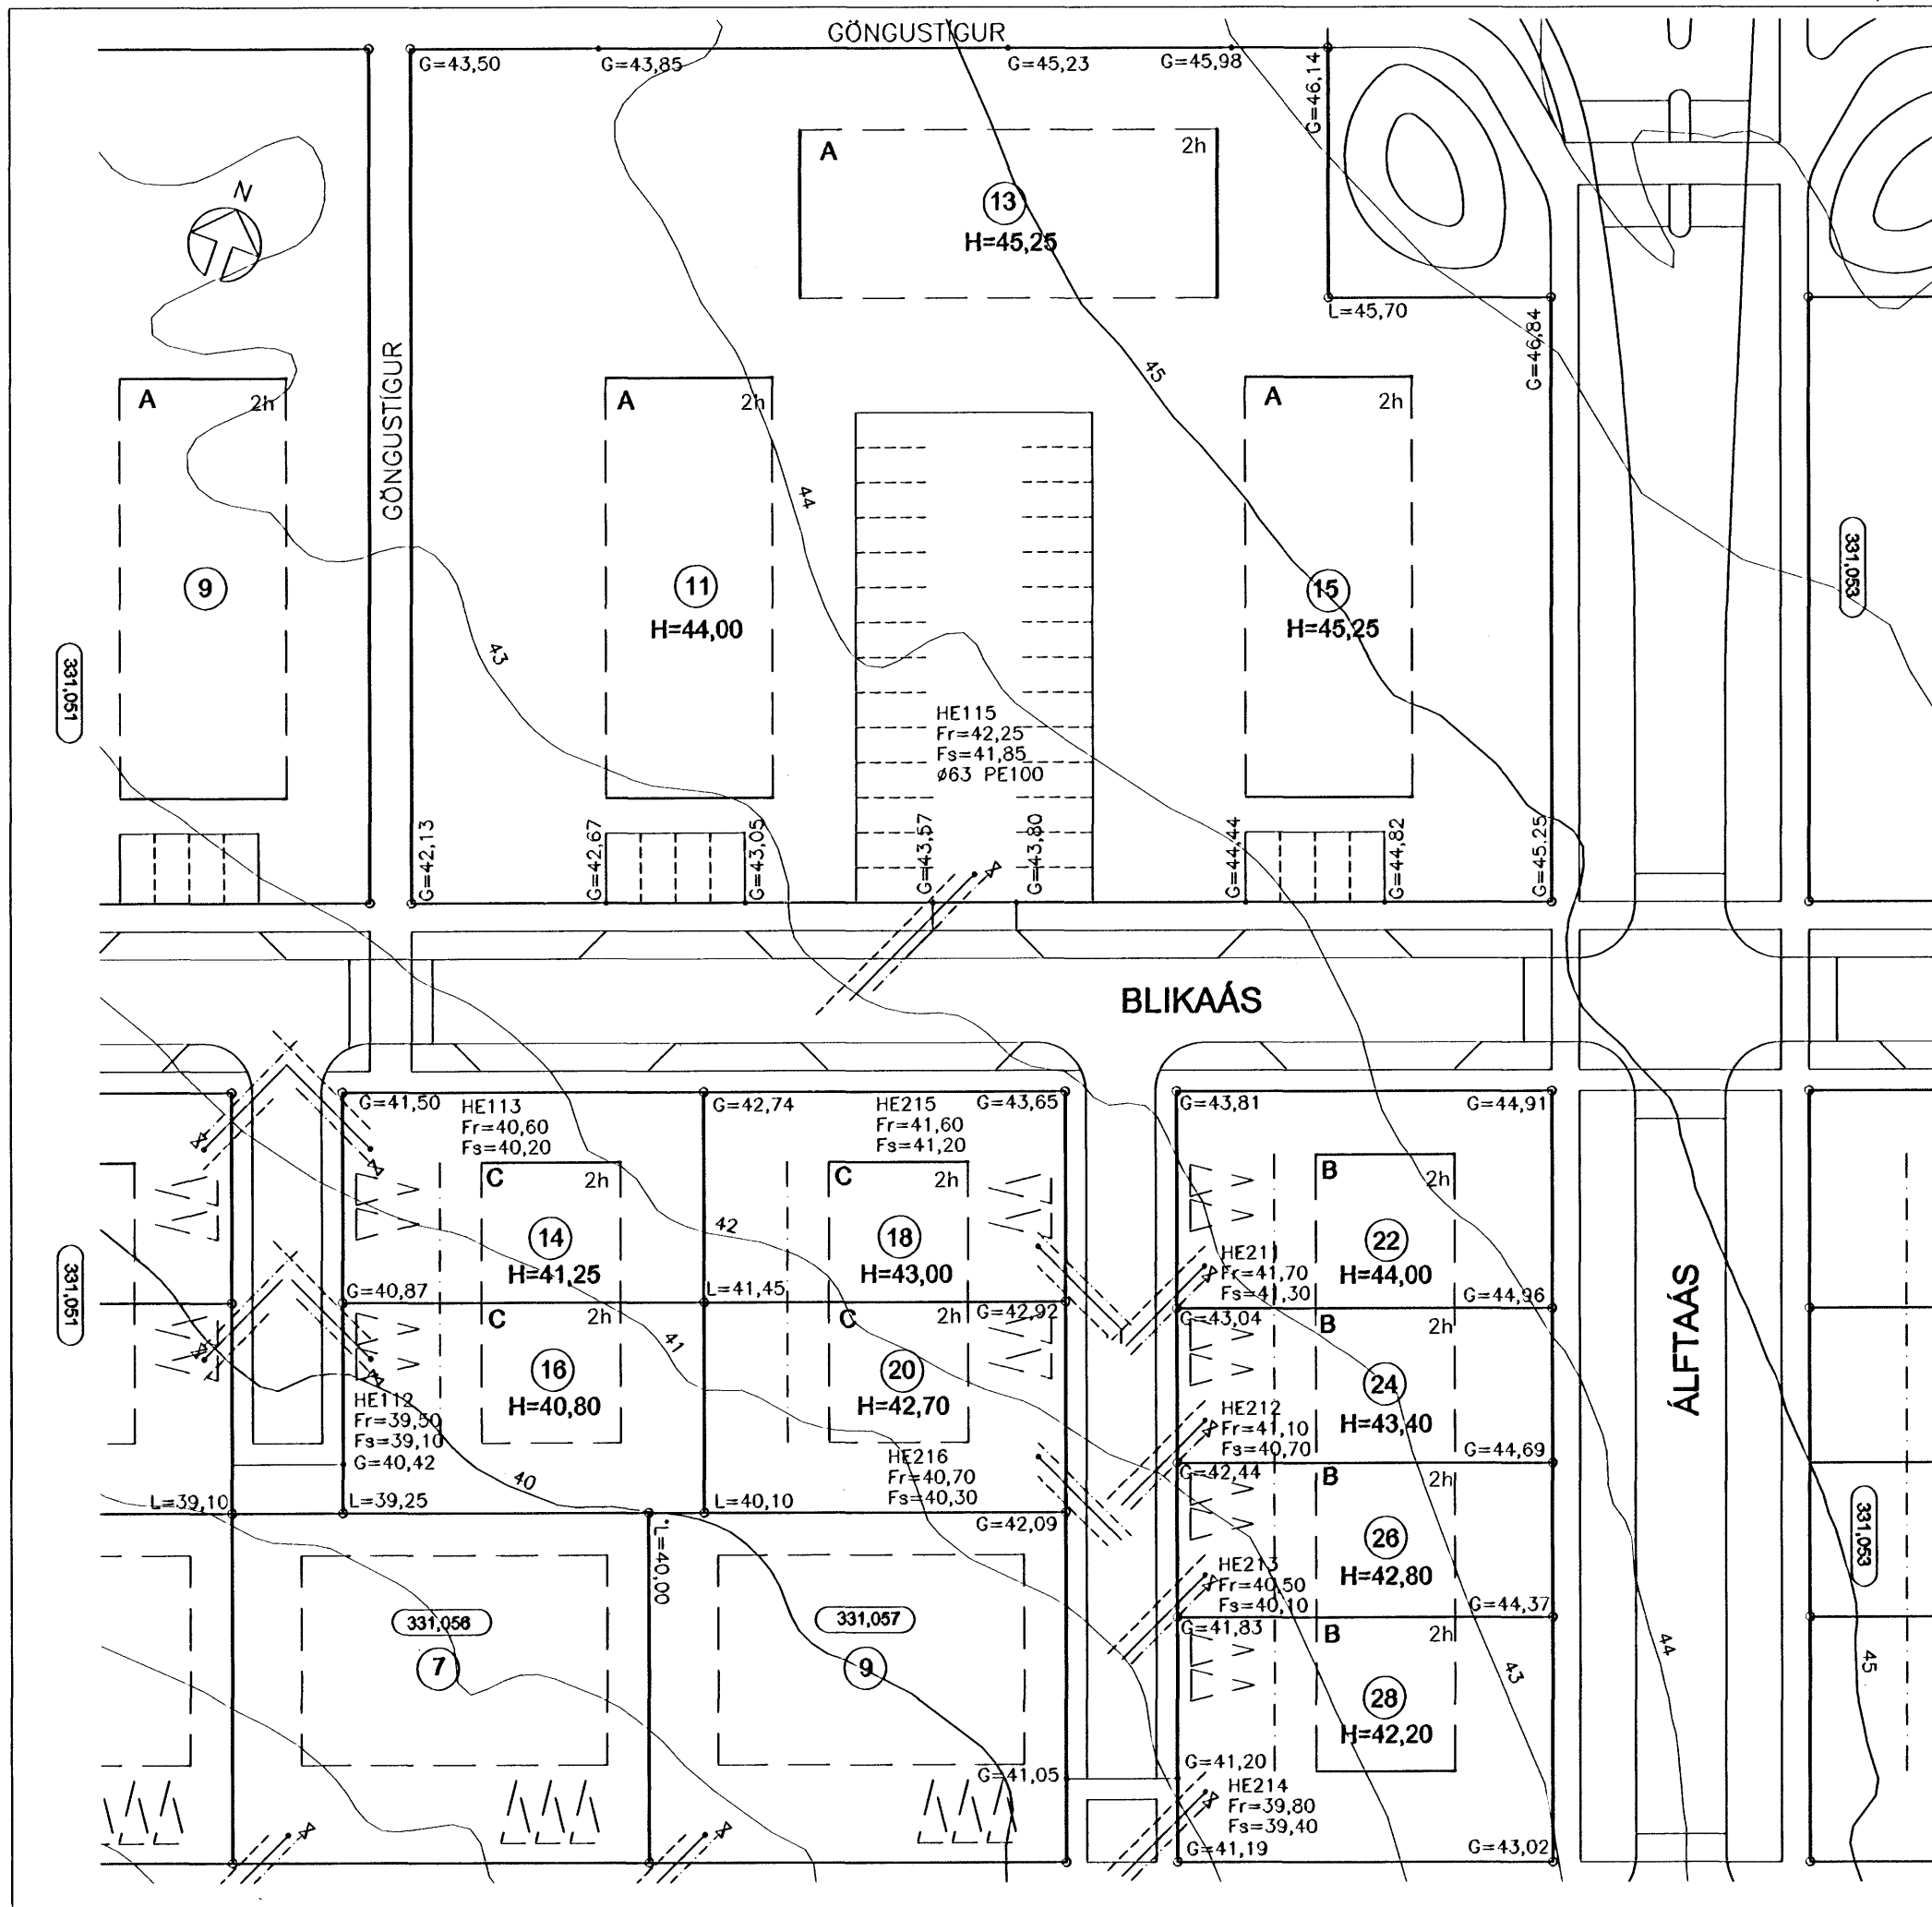 GÖNGUSTÍGUR
G=43,50
G=43,85
G=45,23
G=45,98
G=46,14
A
2h
13
H=45,25
N
L=45,70
G=46,84
GÖNGUSTÍGUR
45
A
2h
A
2h
A
2h
44
331,053
9
11
H=44,00
15
H=45,25
43
331,051
HE115
Fr=42,25
Fs=41,85
ø63 PE100
G=42,13
G=42,67
G=43,05
G=43,57
G=43,80
G=44,44
G=44,82
G=45,25
BLIKAÁS
G=41,50
HE113
Fr=40,60
Fs=40,20
G=42,74
HE215
Fr=41,60
Fs=41,20
G=43,65
G=43,81
G=44,91
C
2h
C
2h
B
2h
14
H=41,25
42
18
H=43,00
22
H=44,00
HE211
Fr=41,70
Fs=41,30
331,051
G=40,87
L=41,45
G=42,92
G=43,04
G=44,96
C
2h
C
2h
B
2h
41
16
H=40,80
20
H=42,70
24
H=43,40
ÁLFTAÁS
HE112
Fr=39,50
Fs=39,10
G=40,42
HE212
Fr=41,10
Fs=40,70
HE216
Fr=40,70
Fs=40,30
G=42,44
G=44,69
B
2h
40
L=39,10
L=39,25
L=40,10
G=42,09
26
H=42,80
331,053
L=40,00
HE213
Fr=40,50
Fs=40,10
331,056
7
331,057
9
G=41,83
G=44,37
B
2h
43
44
45
28
H=42,20
G=41,05
G=41,20
HE214
Fr=39,80
Fs=39,40
G=41,19
G=43,02